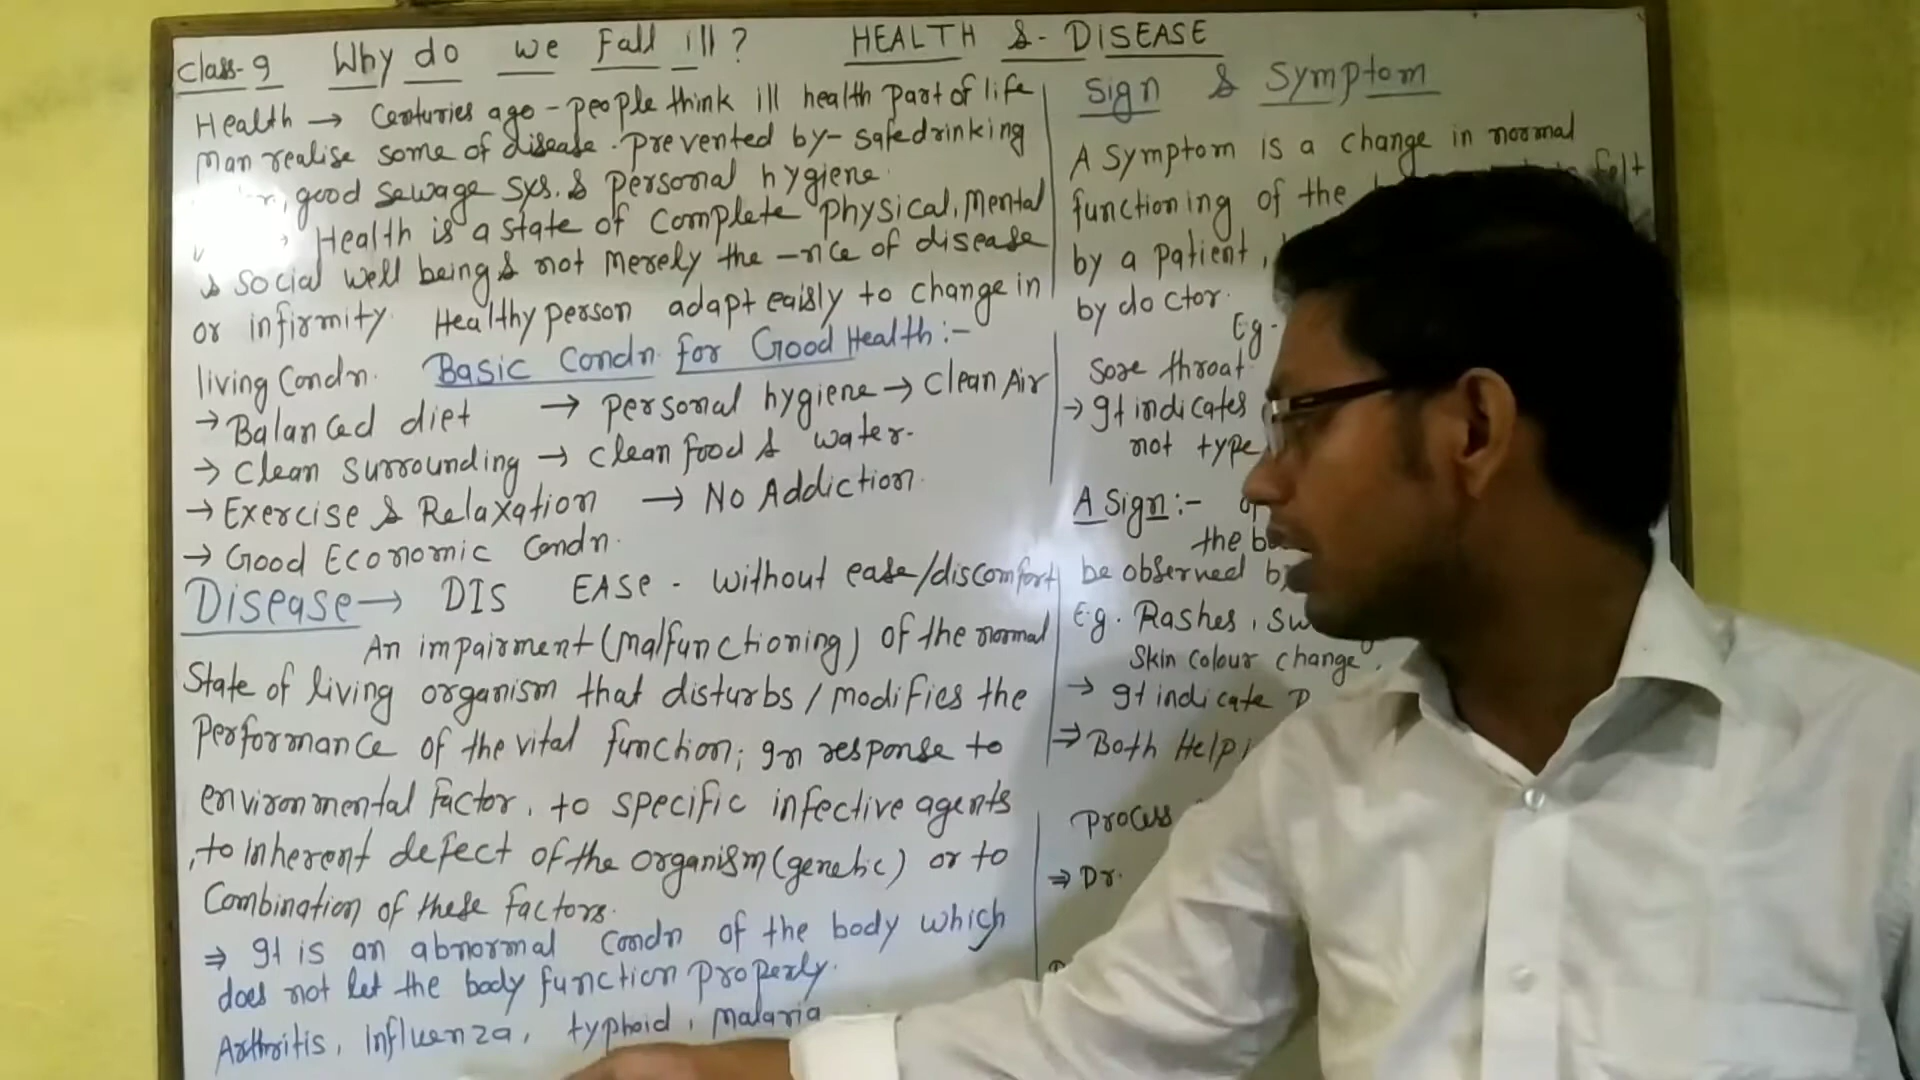 Class-9 Why do we Fall ill? HEALTH & DISEASE
Health → Centuries ago - people think ill health part of life
Man realise some of disease. prevented by - safe drinking
good sewage sys. & personal hygiene.
Health is a state of complete physical, Mental
& social well being & not merely the -nce of disease
or infirmity. Healthy person adapt eaisly to change in
living Condn. Basic Condn for Good Health :-
→ Balanced diet → personal hygiene → Clean Air
→ Clean Surrounding → clean food & water.
→ Exercise & Relaxation → No Addiction.
→ Good Economic Condn.
Disease → DIS EASE - without ease/discomfort
An impairment (malfunctioning) of the normal
State of living organism that disturbs / modifies the
Performance of the vital function; In response to
environmental factor, to specific infective agents
, to inherent defect of the organism (genetic) or to
Combination of these factors.
⇒ It is an abnormal Condn of the body which
does not let the body function properly.
Arthritis, influenza, typhoid, malaria
Sign & Symptom
A Symptom is a change in normal
functioning of the felt
by a patient,
by doctor.
Eg-
Sore throat
→ It indicates
not type
A Sign :-
the
be observed
E.g. Rashes,
Skin Colour change
→ It indicate
⇒ Both Help
Process
⇒ Dr.